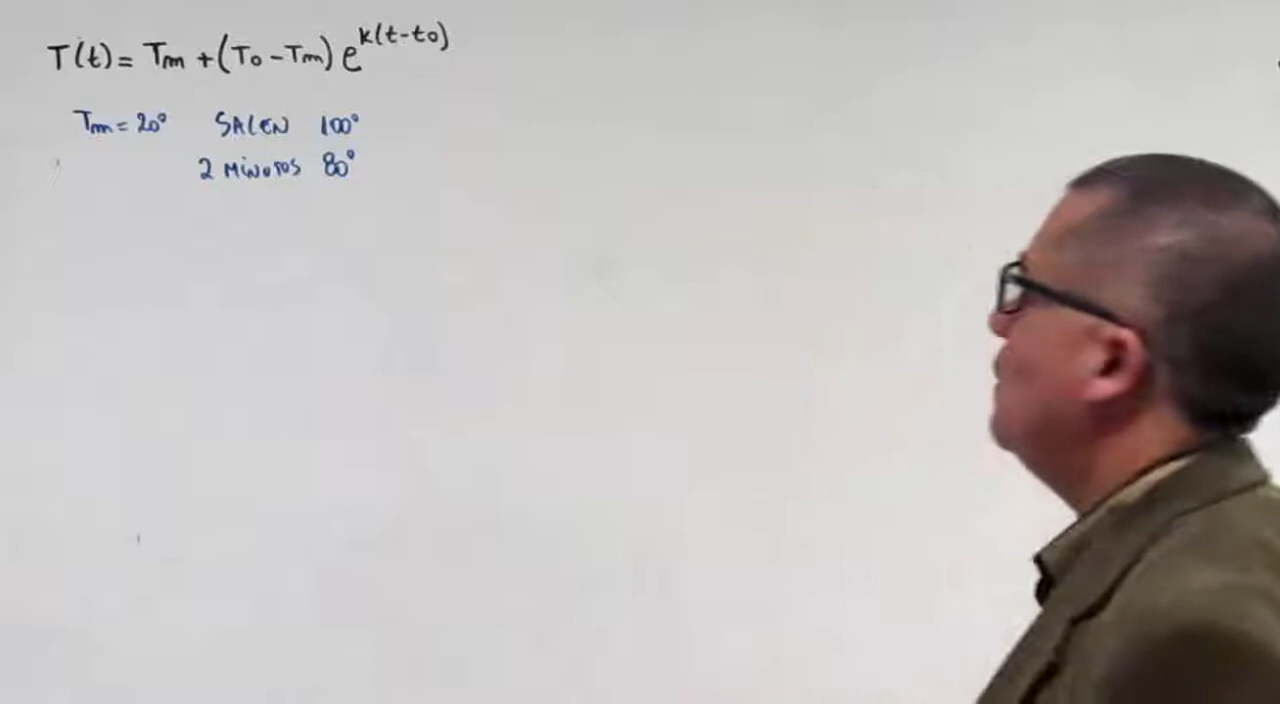 T(t) = Tm + (To - Tm) e^k(t-to)
Tm = 20° SALEN 100°
2 MINUTOS 80°